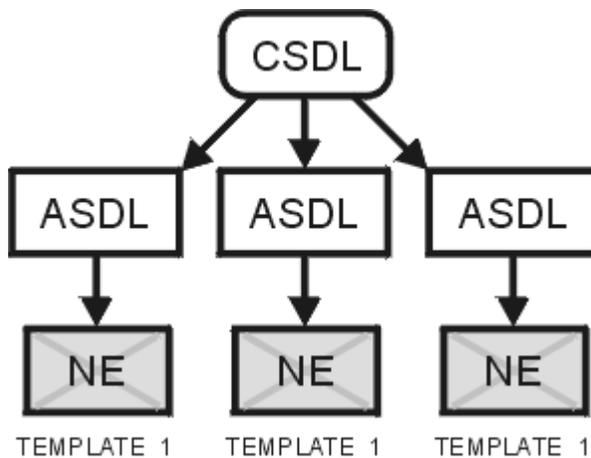 CSDL
ASDL ASDL ASDL
NE NE NE
TEMPLATE 1 TEMPLATE 1 TEMPLATE 1